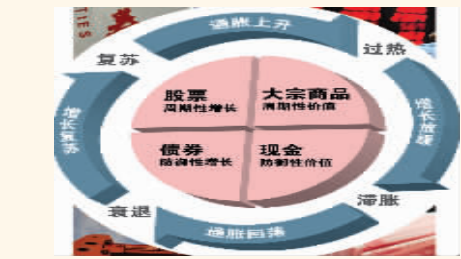 通胀上升
过热
复苏
股票
周期性增长
大宗商品
周期性价值
增长放缓
增长复苏
债券
防御性增长
现金
防御性价值
衰退
滞胀
通胀回落